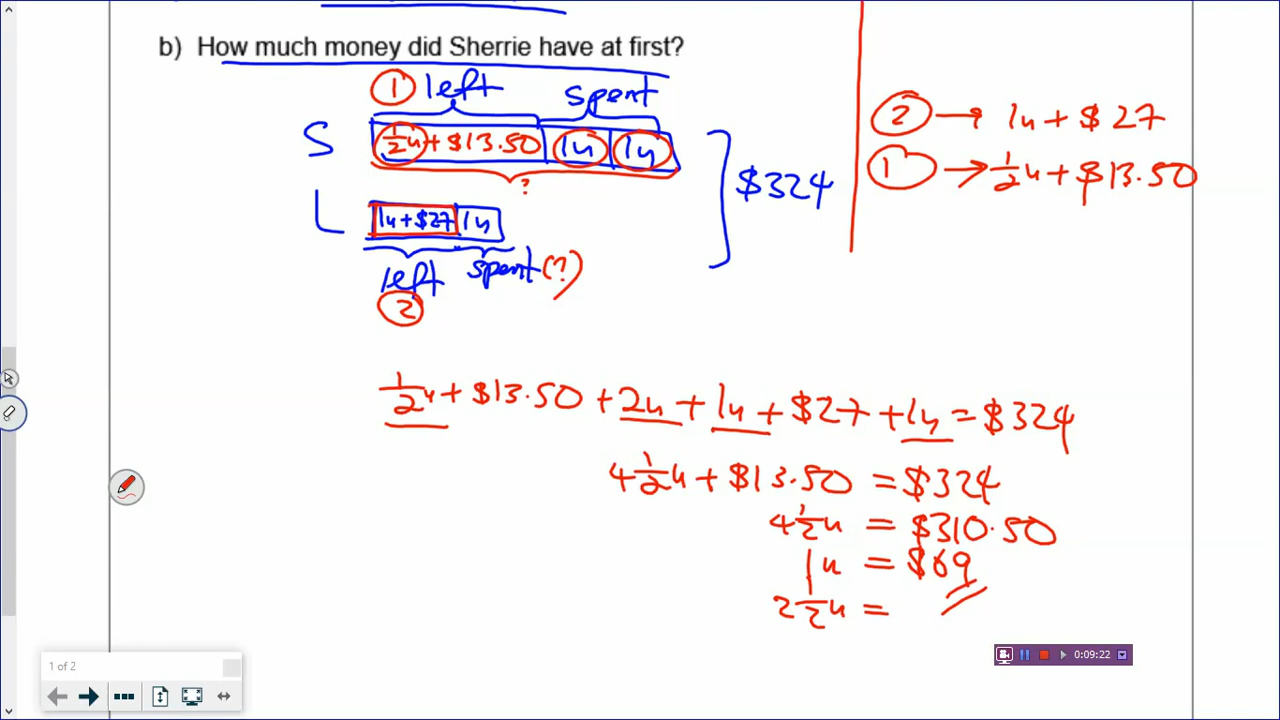 b) How much money did Sherrie have at first?
① left spent
S ½u + $13.50 1u 1u
$324
?
L 1u + $27 1u
left spent (?)
②
② → 1u + $27
① → ½u + $13.50
½u + $13.50 + 2u + 1u + $27 + 1u = $324
4½u + $13.50 = $324
4½u = $310.50
1u = $69
2½u =
1 of 2
0:09:22